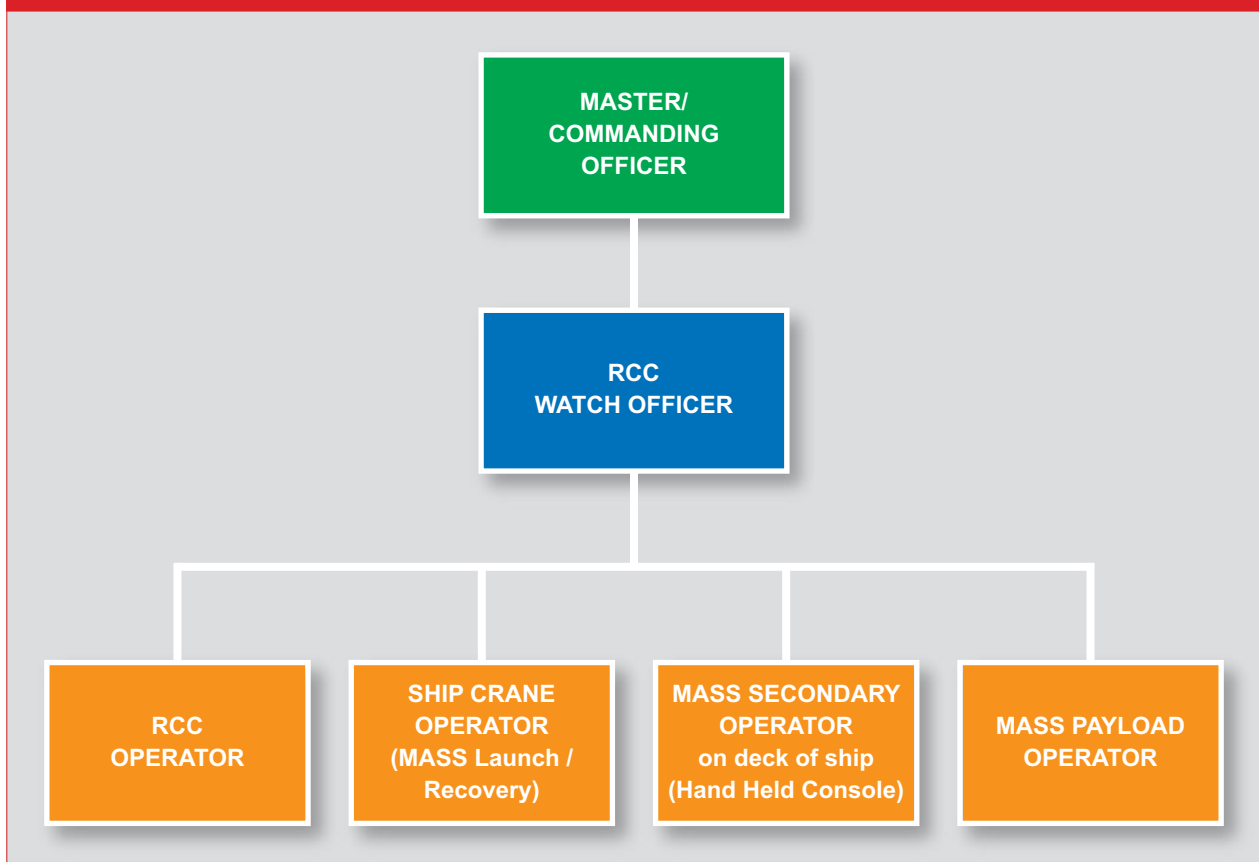 MASTER/
COMMANDING
OFFICER
RCC
WATCH OFFICER
RCC
OPERATOR
SHIP CRANE
OPERATOR
(MASS Launch /
Recovery)
MASS SECONDARY
OPERATOR
on deck of ship
(Hand Held Console)
MASS PAYLOAD
OPERATOR